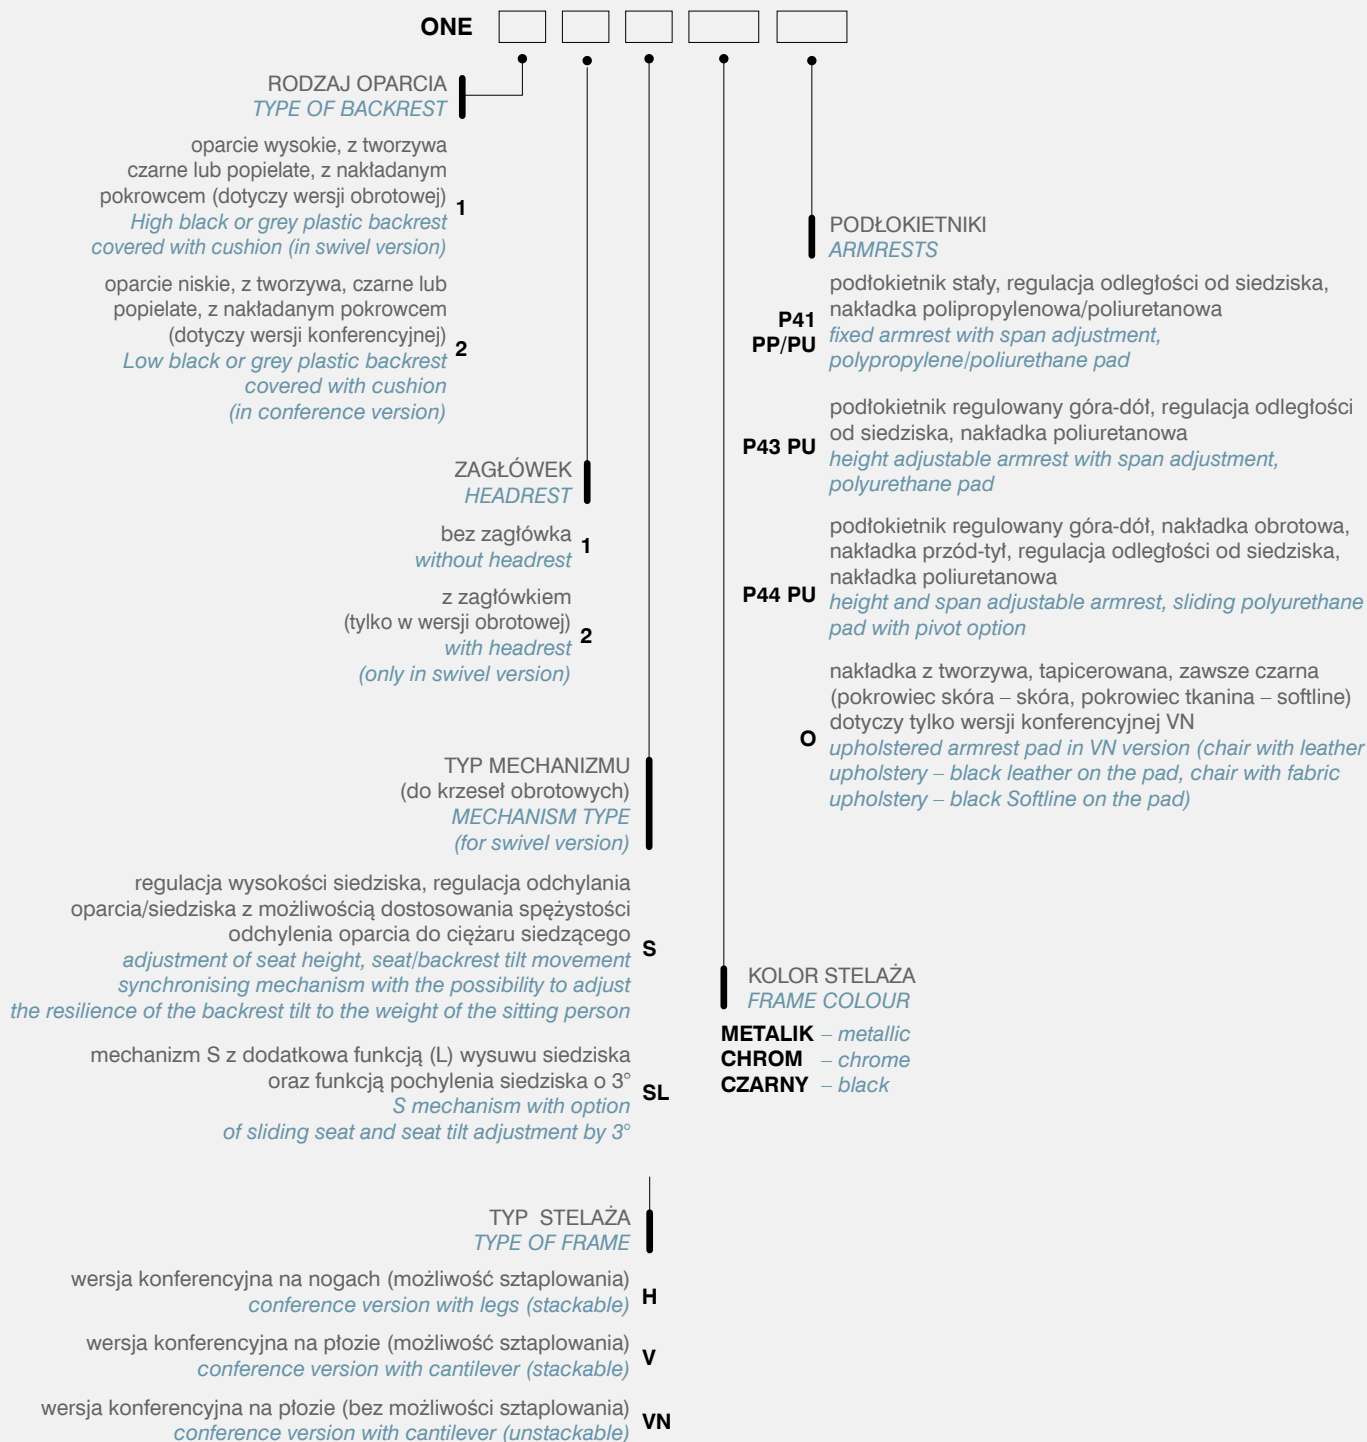 ONE
RODZAJ OPARCIA
TYPE OF BACKREST
oparcie wysokie, z tworzywa
czarne lub popielate, z nakładanym
pokrowcem (dotyczy wersji obrotowej)
1
High black or grey plastic backrest
covered with cushion (in swivel version)
oparcie niskie, z tworzywa, czarne lub
popielate, z nakładanym pokrowcem
(dotyczy wersji konferencyjnej)
2
Low black or grey plastic backrest
covered with cushion
(in conference version)
ZAGŁÓWEK
HEADREST
bez zagłówka
1
without headrest
z zagłówkiem
(tylko w wersji obrotowej)
2
with headrest
(only in swivel version)
TYP MECHANIZMU
(do krzeseł obrotowych)
MECHANISM TYPE
(for swivel version)
regulacja wysokości siedziska, regulacja odchylania
oparcia/siedziska z możliwością dostosowania spężystości
odchylenia oparcia do ciężaru siedzącego
S
adjustment of seat height, seat/backrest tilt movement
synchronising mechanism with the possibility to adjust
the resilience of the backrest tilt to the weight of the sitting person
mechanizm S z dodatkowa funkcją (L) wysuwu siedziska
oraz funkcją pochylenia siedziska o 3°
SL
S mechanism with option
of sliding seat and seat tilt adjustment by 3°
TYP STELAŻA
TYPE OF FRAME
wersja konferencyjna na nogach (możliwość sztaplowania)
H
conference version with legs (stackable)
wersja konferencyjna na płozie (możliwość sztaplowania)
V
conference version with cantilever (stackable)
wersja konferencyjna na płozie (bez możliwości sztaplowania)
VN
conference version with cantilever (unstackable)
KOLOR STELAŻA
FRAME COLOUR
METALIK – metallic
CHROM – chrome
CZARNY – black
PODŁOKIETNIKI
ARMRESTS
podłokietnik stały, regulacja odległości od siedziska,
nakładka polipropylenowa/poliuretanowa
P41
PP/PU
fixed armrest with span adjustment,
polypropylene/poliurethane pad
podłokietnik regulowany góra-dół, regulacja odległości
od siedziska, nakładka poliuretanowa
P43 PU
height adjustable armrest with span adjustment,
polyurethane pad
podłokietnik regulowany góra-dół, nakładka obrotowa,
nakładka przód-tył, regulacja odległości od siedziska,
nakładka poliuretanowa
P44 PU
height and span adjustable armrest, sliding polyurethane
pad with pivot option
nakładka z tworzywa, tapicerowana, zawsze czarna
(pokrowiec skóra – skóra, pokrowiec tkanina – softline)
dotyczy tylko wersji konferencyjnej VN
O
upholstered armrest pad in VN version (chair with leather
upholstery – black leather on the pad, chair with fabric
upholstery – black Softline on the pad)